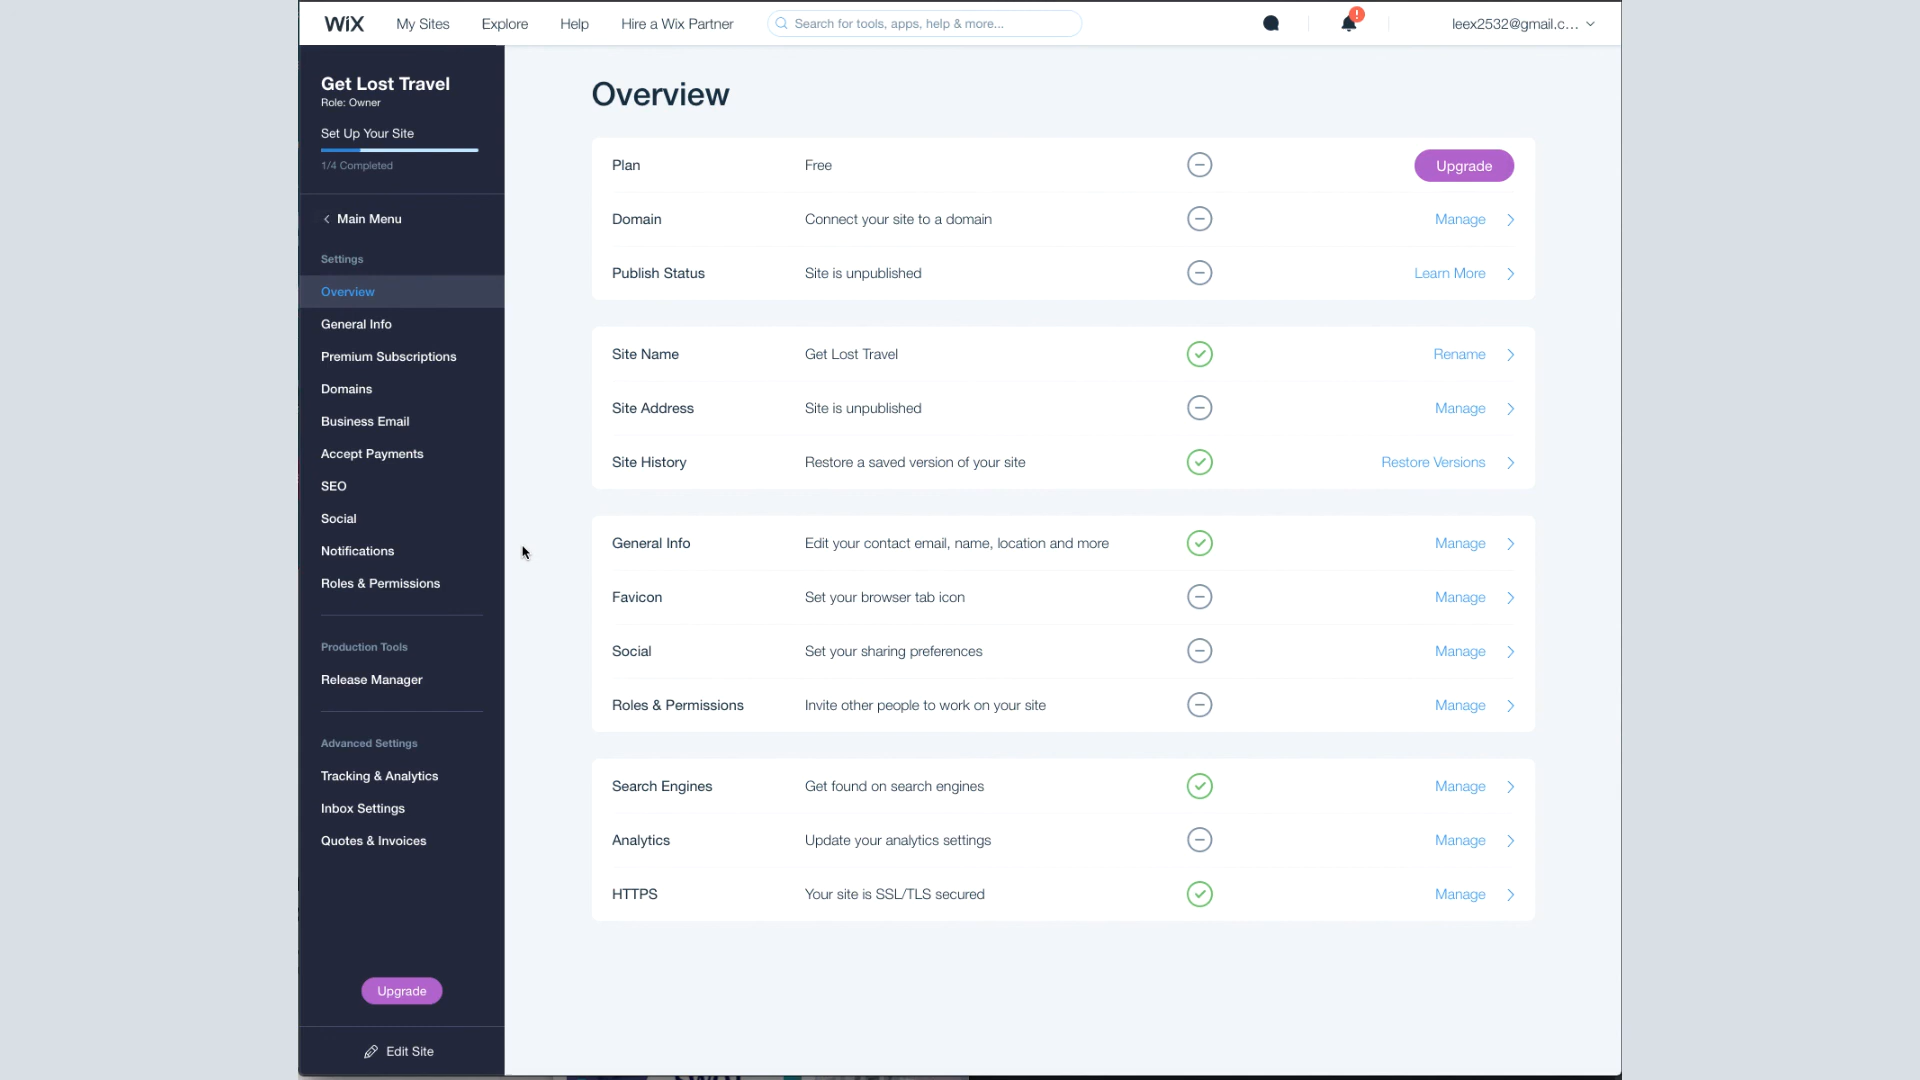 WiX My Sites Explore Help Hire a Wix Partner Search for tools, apps, help & more... ! leex2532@gmail.c...
Get Lost Travel
Role: Owner
Set Up Your Site
1/4 Completed
Main Menu
Settings
Overview
General Info
Premium Subscriptions
Domains
Business Email
Accept Payments
SEO
Social
Notifications
Roles & Permissions
Production Tools
Release Manager
Advanced Settings
Tracking & Analytics
Inbox Settings
Quotes & Invoices
Upgrade
Edit Site
Overview
Plan Free Upgrade
Domain Connect your site to a domain Manage
Publish Status Site is unpublished Learn More
Site Name Get Lost Travel Rename
Site Address Site is unpublished Manage
Site History Restore a saved version of your site Restore Versions
General Info Edit your contact email, name, location and more Manage
Favicon Set your browser tab icon Manage
Social Set your sharing preferences Manage
Roles & Permissions Invite other people to work on your site Manage
Search Engines Get found on search engines Manage
Analytics Update your analytics settings Manage
HTTPS Your site is SSL/TLS secured Manage